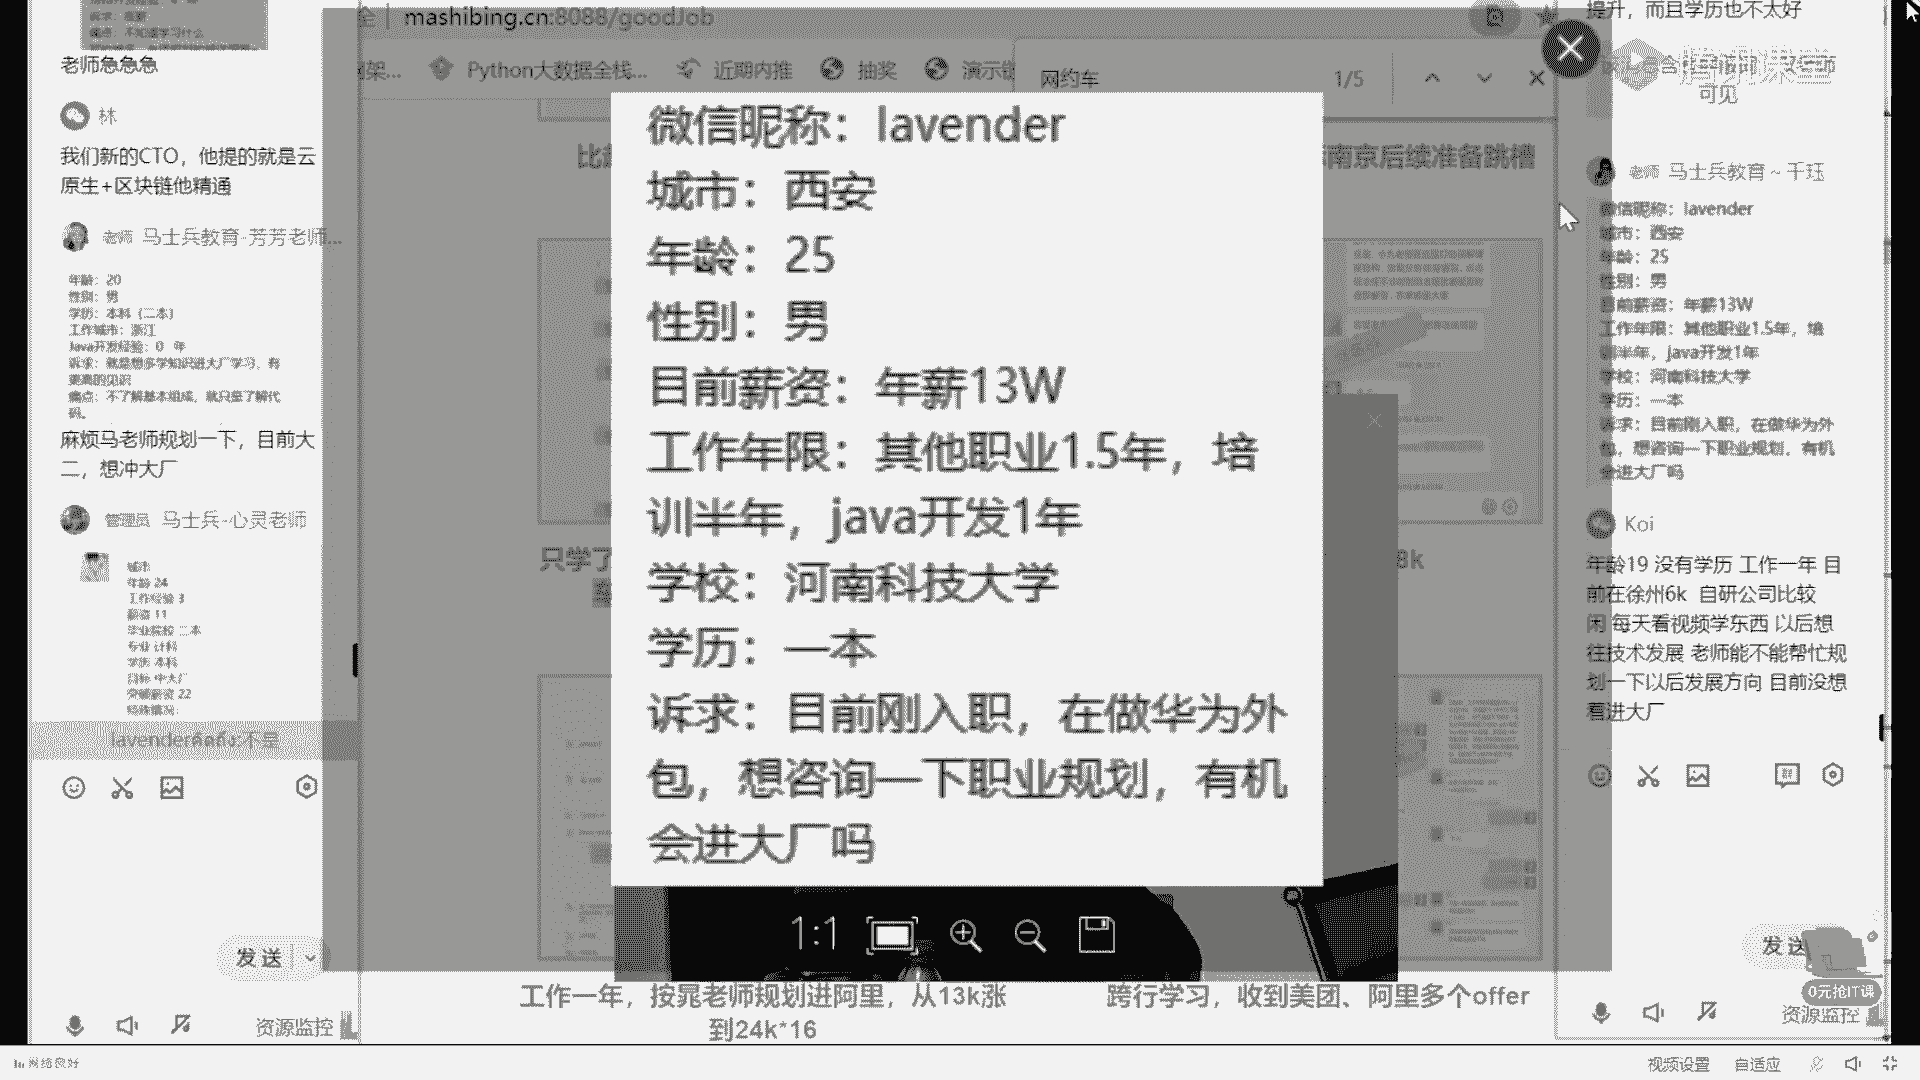 老师急急急
林
我们新的CTO，他提的就是云
原生+区块链他精通
老师 马士兵教育-芳芳老师...
年龄：20
性别：男
学历：本科（二本）
工作城市：浙江
Java开发经验：0 年
诉求：就是想多学知识进大厂学习，有
更高的见识
痛点：不了解基本组成，就只是了解代
码。
麻烦马老师规划一下，目前大
二，想冲大厂
管理员 马士兵-心灵老师
城市
年龄 24
工作经验 3
薪资 11
毕业院校 二本
专业 计科
学历 本科
目标 中大厂
突破薪资 22
特殊情况：
发送
资源监控
网络良好
mashibing.cn:8088/goodJob
Python大数据全栈...
近期内推
抽奖
网约车
1/5
南京后续准备跳槽
微信昵称：lavender
城市：西安
年龄：25
性别：男
目前薪资：年薪13W
工作年限：其他职业1.5年，培
训半年，java开发1年
学校：河南科技大学
学历：一本
诉求：目前刚入职，在做华为外
包，想咨询一下职业规划，有机
会进大厂吗
1:1
只学了
8k
工作一年，按晁老师规划进阿里，从13k涨
到24k*16
跨行学习，收到美团、阿里多个offer
提升，而且学历也不太好
腾讯课堂
可见
老师 马士兵教育～千珏
微信昵称：lavender
城市：西安
年龄：25
性别：男
目前薪资：年薪13W
工作年限：其他职业1.5年，培
训半年，java开发1年
学校：河南科技大学
学历：一本
诉求：目前刚入职，在做华为外
包，想咨询一下职业规划，有机
会进大厂吗
Koi
年龄19 没有学历 工作一年 目
前在徐州6k 自研公司比较
闲 每天看视频学东西 以后想
往技术发展 老师能不能帮忙规
划一下以后发展方向 目前没想
着进大厂
发送
0元抢IT课
资源监控
视频设置
自适应